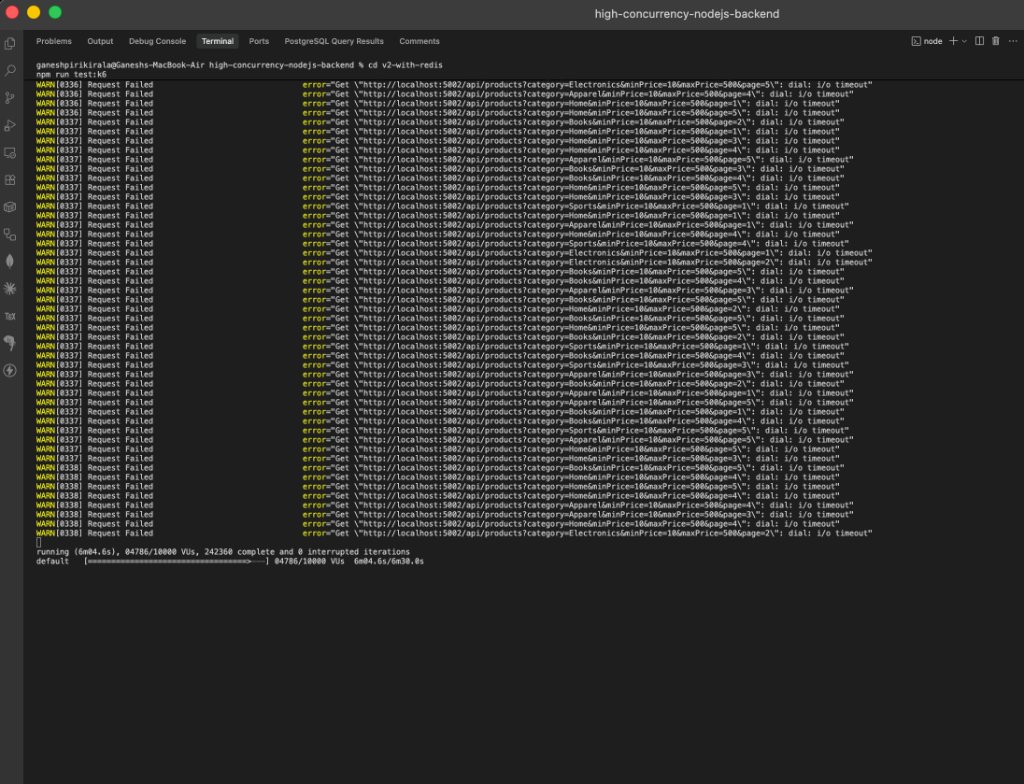 high-concurrency-nodejs-backend
Problems Output Debug Console Terminal Ports PostgreSQL Query Results Comments node
ganeshpirikirala@Ganeshs-MacBook-Air high-concurrency-nodejs-backend % cd v2-with-redis
npm run test:k6
WARN[0336] Request Failed error="Get \"http://localhost:5002/api/products?category=Electronics&minPrice=10&maxPrice=500&page=5\": dial: i/o timeout"
WARN[0336] Request Failed error="Get \"http://localhost:5002/api/products?category=Apparel&minPrice=10&maxPrice=500&page=4\": dial: i/o timeout"
WARN[0336] Request Failed error="Get \"http://localhost:5002/api/products?category=Home&minPrice=10&maxPrice=500&page=1\": dial: i/o timeout"
WARN[0336] Request Failed error="Get \"http://localhost:5002/api/products?category=Home&minPrice=10&maxPrice=500&page=5\": dial: i/o timeout"
WARN[0337] Request Failed error="Get \"http://localhost:5002/api/products?category=Books&minPrice=10&maxPrice=500&page=2\": dial: i/o timeout"
WARN[0337] Request Failed error="Get \"http://localhost:5002/api/products?category=Home&minPrice=10&maxPrice=500&page=1\": dial: i/o timeout"
WARN[0337] Request Failed error="Get \"http://localhost:5002/api/products?category=Home&minPrice=10&maxPrice=500&page=3\": dial: i/o timeout"
WARN[0337] Request Failed error="Get \"http://localhost:5002/api/products?category=Home&minPrice=10&maxPrice=500&page=4\": dial: i/o timeout"
WARN[0337] Request Failed error="Get \"http://localhost:5002/api/products?category=Apparel&minPrice=10&maxPrice=500&page=5\": dial: i/o timeout"
WARN[0337] Request Failed error="Get \"http://localhost:5002/api/products?category=Books&minPrice=10&maxPrice=500&page=3\": dial: i/o timeout"
WARN[0337] Request Failed error="Get \"http://localhost:5002/api/products?category=Books&minPrice=10&maxPrice=500&page=4\": dial: i/o timeout"
WARN[0337] Request Failed error="Get \"http://localhost:5002/api/products?category=Home&minPrice=10&maxPrice=500&page=5\": dial: i/o timeout"
WARN[0337] Request Failed error="Get \"http://localhost:5002/api/products?category=Home&minPrice=10&maxPrice=500&page=3\": dial: i/o timeout"
WARN[0337] Request Failed error="Get \"http://localhost:5002/api/products?category=Sports&minPrice=10&maxPrice=500&page=1\": dial: i/o timeout"
WARN[0337] Request Failed error="Get \"http://localhost:5002/api/products?category=Home&minPrice=10&maxPrice=500&page=1\": dial: i/o timeout"
WARN[0337] Request Failed error="Get \"http://localhost:5002/api/products?category=Apparel&minPrice=10&maxPrice=500&page=1\": dial: i/o timeout"
WARN[0337] Request Failed error="Get \"http://localhost:5002/api/products?category=Home&minPrice=10&maxPrice=500&page=4\": dial: i/o timeout"
WARN[0337] Request Failed error="Get \"http://localhost:5002/api/products?category=Sports&minPrice=10&maxPrice=500&page=4\": dial: i/o timeout"
WARN[0337] Request Failed error="Get \"http://localhost:5002/api/products?category=Electronics&minPrice=10&maxPrice=500&page=1\": dial: i/o timeout"
WARN[0337] Request Failed error="Get \"http://localhost:5002/api/products?category=Electronics&minPrice=10&maxPrice=500&page=2\": dial: i/o timeout"
WARN[0337] Request Failed error="Get \"http://localhost:5002/api/products?category=Books&minPrice=10&maxPrice=500&page=5\": dial: i/o timeout"
WARN[0337] Request Failed error="Get \"http://localhost:5002/api/products?category=Books&minPrice=10&maxPrice=500&page=4\": dial: i/o timeout"
WARN[0337] Request Failed error="Get \"http://localhost:5002/api/products?category=Apparel&minPrice=10&maxPrice=500&page=3\": dial: i/o timeout"
WARN[0337] Request Failed error="Get \"http://localhost:5002/api/products?category=Books&minPrice=10&maxPrice=500&page=5\": dial: i/o timeout"
WARN[0337] Request Failed error="Get \"http://localhost:5002/api/products?category=Home&minPrice=10&maxPrice=500&page=2\": dial: i/o timeout"
WARN[0337] Request Failed error="Get \"http://localhost:5002/api/products?category=Books&minPrice=10&maxPrice=500&page=5\": dial: i/o timeout"
WARN[0337] Request Failed error="Get \"http://localhost:5002/api/products?category=Home&minPrice=10&maxPrice=500&page=5\": dial: i/o timeout"
WARN[0337] Request Failed error="Get \"http://localhost:5002/api/products?category=Books&minPrice=10&maxPrice=500&page=2\": dial: i/o timeout"
WARN[0337] Request Failed error="Get \"http://localhost:5002/api/products?category=Books&minPrice=10&maxPrice=500&page=1\": dial: i/o timeout"
WARN[0337] Request Failed error="Get \"http://localhost:5002/api/products?category=Books&minPrice=10&maxPrice=500&page=4\": dial: i/o timeout"
WARN[0337] Request Failed error="Get \"http://localhost:5002/api/products?category=Sports&minPrice=10&maxPrice=500&page=3\": dial: i/o timeout"
WARN[0337] Request Failed error="Get \"http://localhost:5002/api/products?category=Apparel&minPrice=10&maxPrice=500&page=3\": dial: i/o timeout"
WARN[0337] Request Failed error="Get \"http://localhost:5002/api/products?category=Books&minPrice=10&maxPrice=500&page=2\": dial: i/o timeout"
WARN[0337] Request Failed error="Get \"http://localhost:5002/api/products?category=Apparel&minPrice=10&maxPrice=500&page=1\": dial: i/o timeout"
WARN[0337] Request Failed error="Get \"http://localhost:5002/api/products?category=Sports&minPrice=10&maxPrice=500&page=5\": dial: i/o timeout"
WARN[0337] Request Failed error="Get \"http://localhost:5002/api/products?category=Books&minPrice=10&maxPrice=500&page=1\": dial: i/o timeout"
WARN[0337] Request Failed error="Get \"http://localhost:5002/api/products?category=Books&minPrice=10&maxPrice=500&page=4\": dial: i/o timeout"
WARN[0337] Request Failed error="Get \"http://localhost:5002/api/products?category=Sports&minPrice=10&maxPrice=500&page=5\": dial: i/o timeout"
WARN[0337] Request Failed error="Get \"http://localhost:5002/api/products?category=Apparel&minPrice=10&maxPrice=500&page=5\": dial: i/o timeout"
WARN[0337] Request Failed error="Get \"http://localhost:5002/api/products?category=Home&minPrice=10&maxPrice=500&page=5\": dial: i/o timeout"
WARN[0337] Request Failed error="Get \"http://localhost:5002/api/products?category=Home&minPrice=10&maxPrice=500&page=3\": dial: i/o timeout"
WARN[0338] Request Failed error="Get \"http://localhost:5002/api/products?category=Books&minPrice=10&maxPrice=500&page=5\": dial: i/o timeout"
WARN[0338] Request Failed error="Get \"http://localhost:5002/api/products?category=Home&minPrice=10&maxPrice=500&page=4\": dial: i/o timeout"
WARN[0338] Request Failed error="Get \"http://localhost:5002/api/products?category=Home&minPrice=10&maxPrice=500&page=5\": dial: i/o timeout"
WARN[0338] Request Failed error="Get \"http://localhost:5002/api/products?category=Home&minPrice=10&maxPrice=500&page=4\": dial: i/o timeout"
WARN[0338] Request Failed error="Get \"http://localhost:5002/api/products?category=Apparel&minPrice=10&maxPrice=500&page=4\": dial: i/o timeout"
WARN[0338] Request Failed error="Get \"http://localhost:5002/api/products?category=Home&minPrice=10&maxPrice=500&page=3\": dial: i/o timeout"
WARN[0338] Request Failed error="Get \"http://localhost:5002/api/products?category=Home&minPrice=10&maxPrice=500&page=4\": dial: i/o timeout"
WARN[0338] Request Failed error="Get \"http://localhost:5002/api/products?category=Electronics&minPrice=10&maxPrice=500&page=2\": dial: i/o timeout"
running (6m04.6s), 04786/10000 VUs, 242360 complete and 0 interrupted iterations
default [===================================>---] 04786/10000 VUs 6m04.6s/6m30.0s
TeX